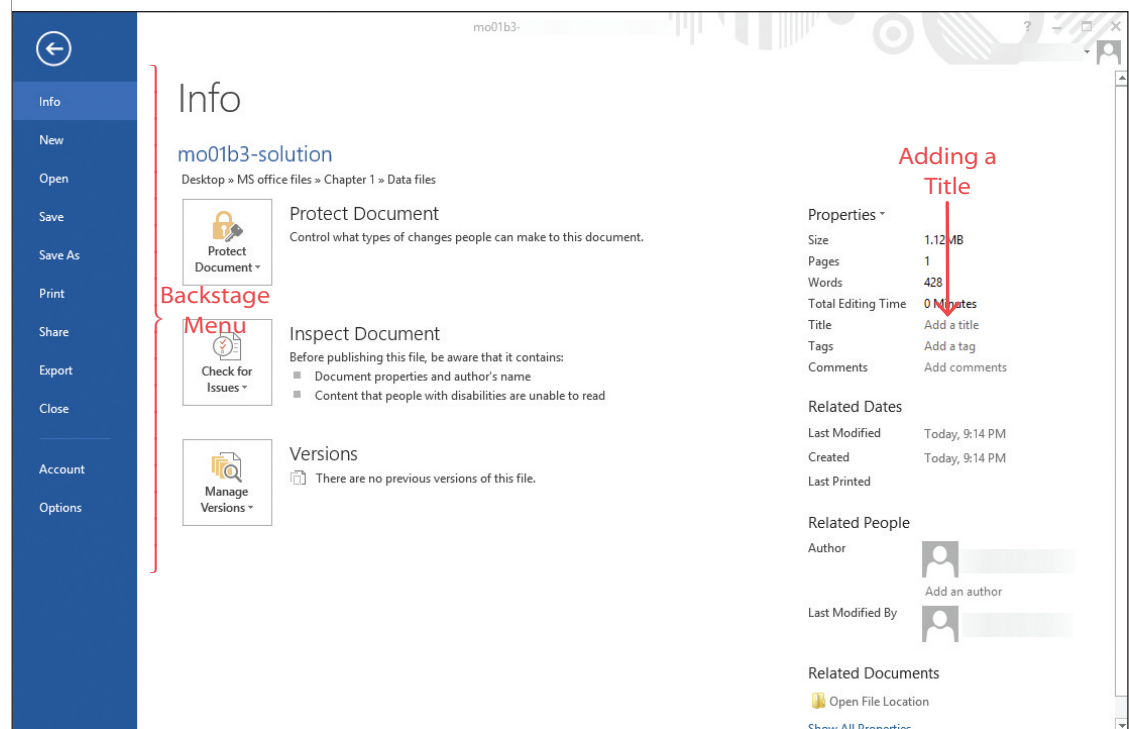 mo01b3-
?
Info
New
Open
Save
Save As
Print
Share
Export
Close
Account
Options
Backstage
Menu
Info
mo01b3-solution
Desktop » MS office files » Chapter 1 » Data files
Protect
Document
Protect Document
Control what types of changes people can make to this document.
Check for
Issues
Inspect Document
Before publishing this file, be aware that it contains:
Document properties and author's name
Content that people with disabilities are unable to read
Manage
Versions
Versions
There are no previous versions of this file.
Adding a
Title
Properties
Size 1.12MB
Pages 1
Words 428
Total Editing Time 0 Minutes
Title Add a title
Tags Add a tag
Comments Add comments
Related Dates
Last Modified Today, 9:14 PM
Created Today, 9:14 PM
Last Printed
Related People
Author
Add an author
Last Modified By
Related Documents
Open File Location
Show All Properties